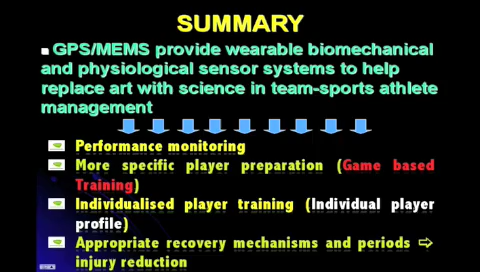 SUMMARY
GPS/MEMS provide wearable biomechanical
and physiological sensor systems to help
replace art with science in team-sports athlete
management
Performance monitoring
More specific player preparation (Game based
Training)
Individualised player training (Individual player
profile)
Appropriate recovery mechanisms and periods ⇨
injury reduction